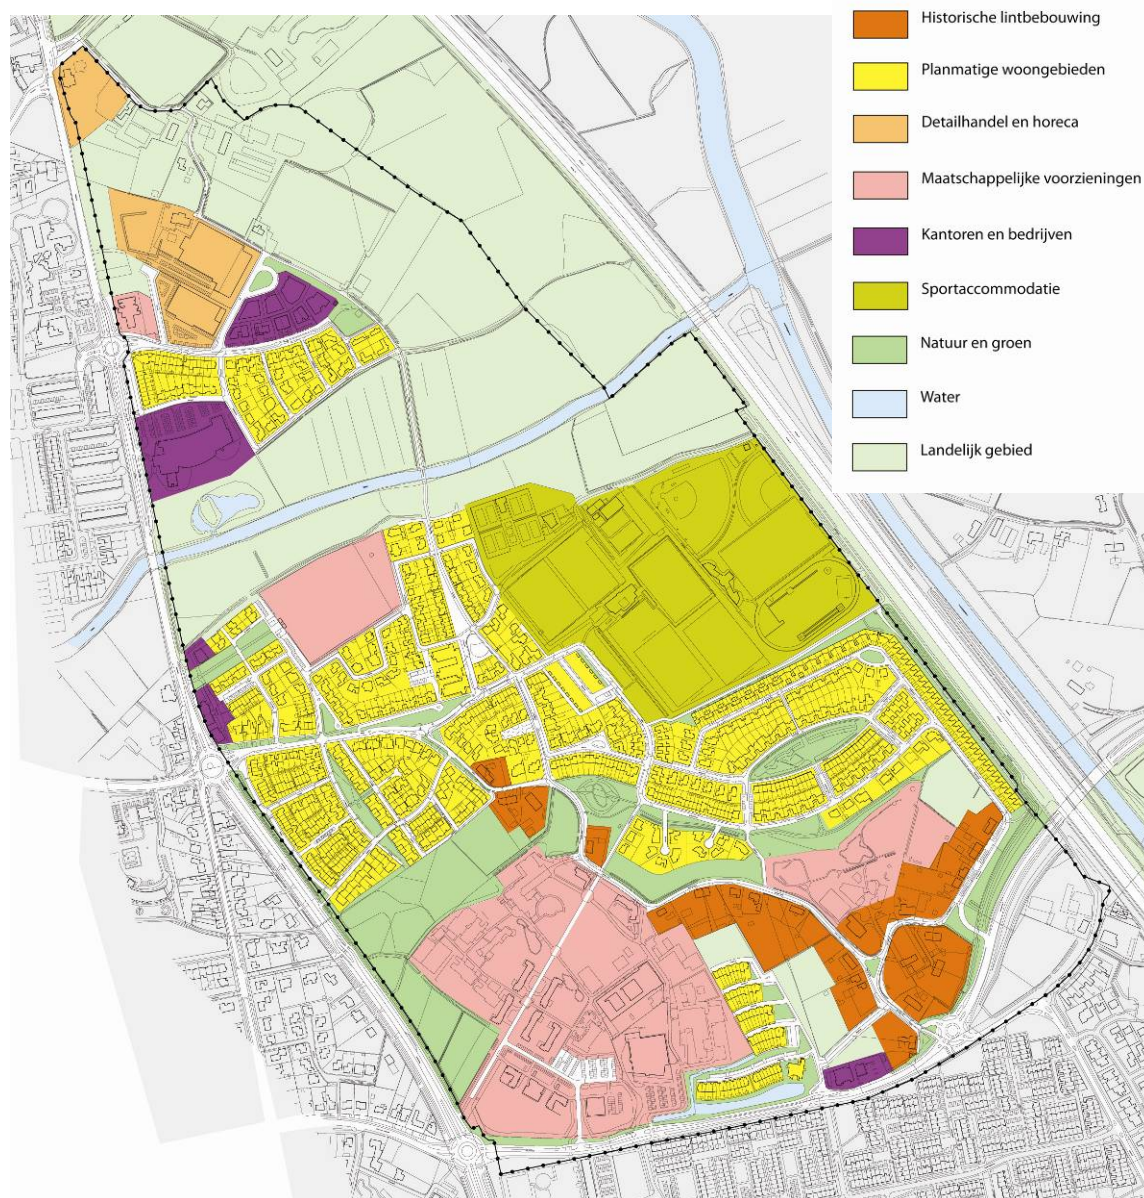 Historische lintbebouwing
Planmatige woongebieden
Detailhandel en horeca
Maatschappelijke voorzieningen
Kantoren en bedrijven
Sportaccommodatie
Natuur en groen
Water
Landelijk gebied